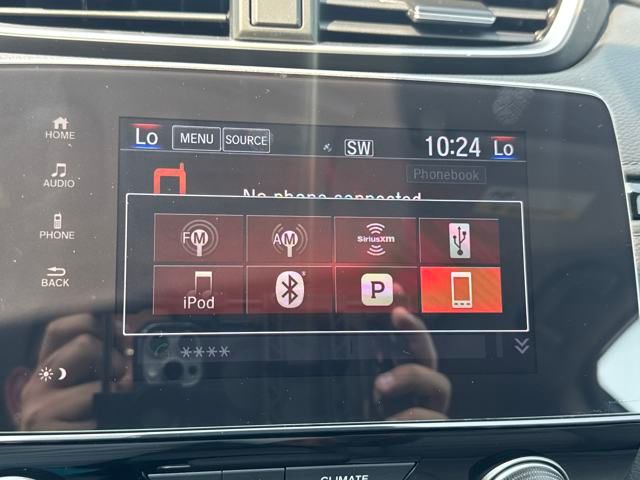 HOME
AUDIO
PHONE
BACK
Lo MENU SOURCE SW 10:24 Lo
Phonebook
No phone connected
FM AM SiriusXM
iPod P
****
CLIMATE